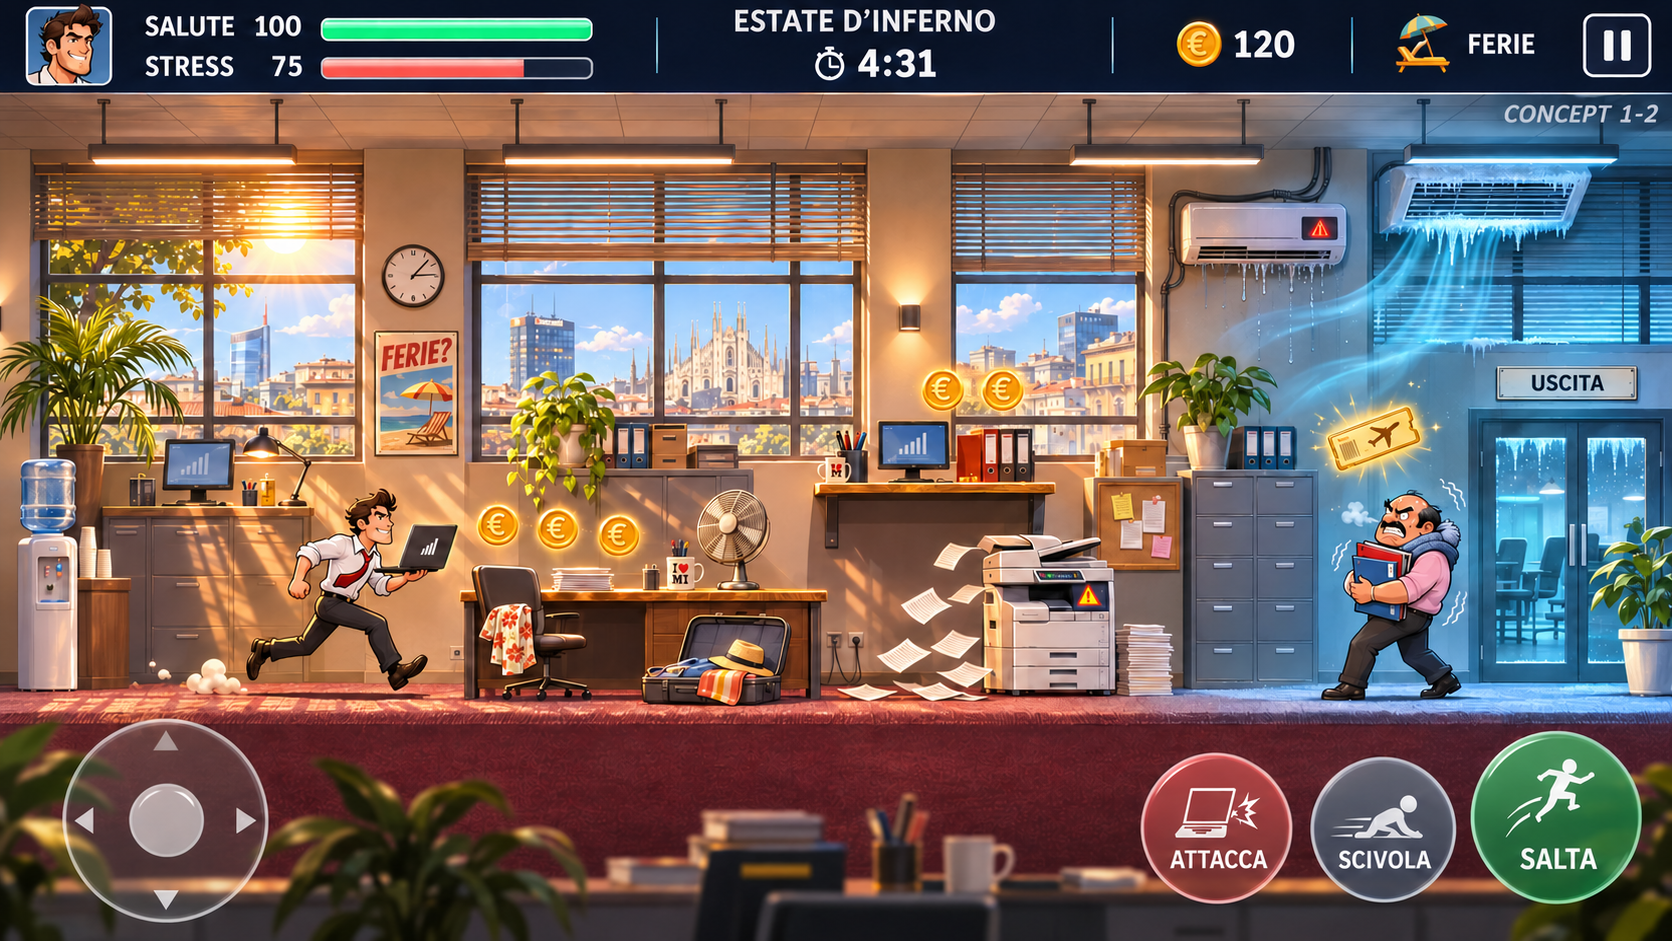 SALUTE 100
STRESS 75
ESTATE D'INFERNO
4:31
€ 120
FERIE
CONCEPT 1-2
FERIE?
€ €
USCITA
M
€ € €
I ♥
MI
ATTACCA
SCIVOLA
SALTA